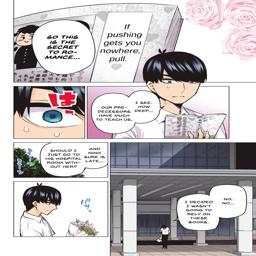 If
pushing
gets you
nowhere,
pull.
SO THIS
IS THE
SECRET
TO RO-
MANCE...
は!
I SEE.
HOW
DEEP...
OUR PRE-
DECESSORS
HAVE MUCH
TO TEACH US.
AND
NINO
SURE IS
LATE...
SHOULD I
JUST GO TO
HIS HOSPITAL
ROOM WITH-
OUT HER?
NO,
NO...
I DECIDED
I WASN'T
GOING TO
RELY ON
THESE
BOOKS.